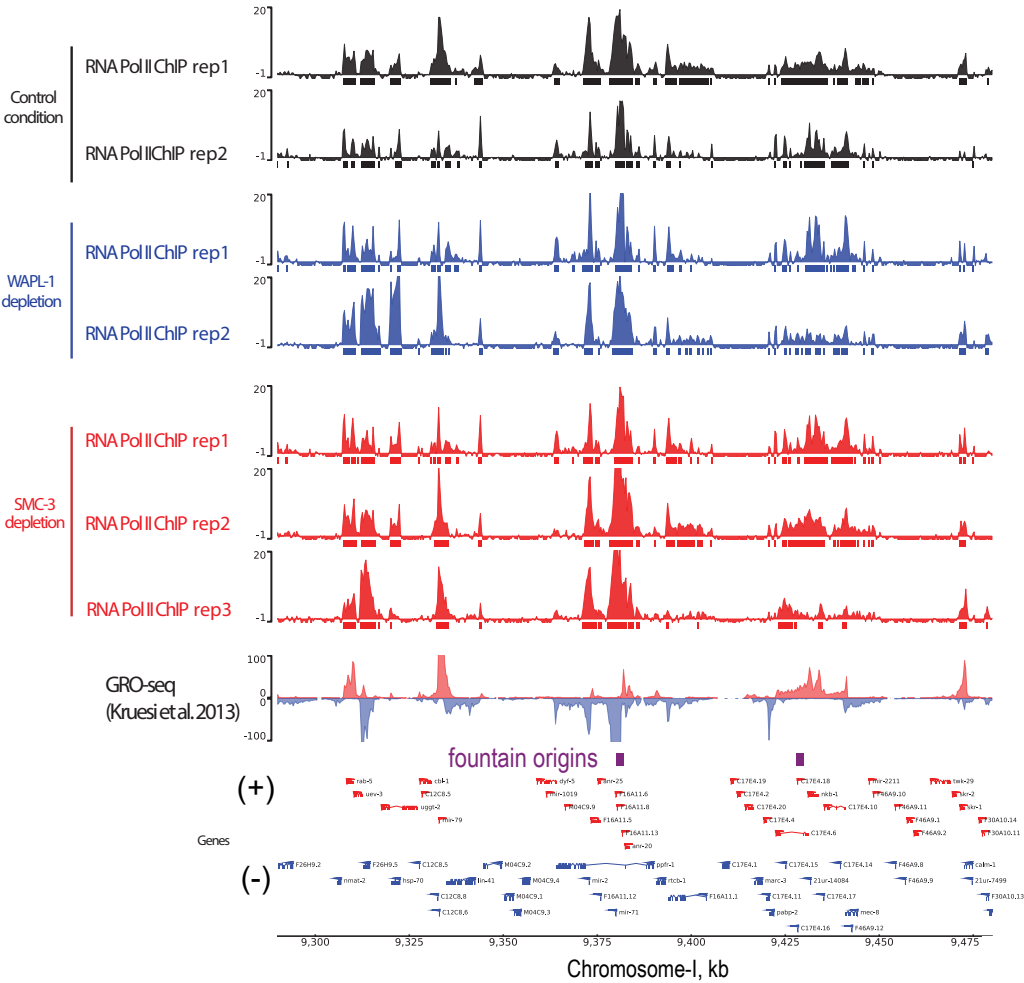 20
RNA Pol II ChIP rep1
-1
Control
condition
20
RNA Pol IIChIP rep2
-1
20
RNA Pol II ChIP rep1
-1
WAPL-1
depletion
20
RNA Pol II ChIP rep2
-1
20
RNA Pol II ChIP rep1
-1
SMC-3
depletion
20
RNA Pol II ChIP rep2
-1
20
RNA Pol II ChIP rep3
-1
100
GRO-seq
0
(Kruesi et al. 2013)
-100
fountain origins
(+)
rab-5 cbl-1 dyf-5 anr-25 C17E4.19 C17E4.18 mir-2211 twk-29
uev-3 C12C8.5 mir-1019 F16A11.6 C17E4.2 nkb-1 F46A9.10 skr-2
uggt-2 M04C9.9 F16A11.8 C17E4.20 C17E4.10 F46A9.11 skr-1
mir-79 F16A11.5 C17E4.4 F46A9.1 F30A10.14
F16A11.13 C17E4.6 F46A9.2 F30A10.11
Genes
anr-20
(-)
F26H9.2 F26H9.5 C12C8.5 M04C9.2 ppfr-1 C17E4.1 C17E4.15 C17E4.14 F46A9.8 calm-1
nmat-2 hsp-70 lin-41 M04C9.4 mir-2 rtcb-1 marc-3 21ur-14084 F46A9.9 21ur-7499
C12C8.8 M04C9.1 F16A11.12 F16A11.1 C17E4.11 C17E4.17 F30A10.13
C12C8.6 M04C9.3 mir-71 pabp-2 mec-8
C17E4.16 F46A9.12
9,300 9,325 9,350 9,375 9,400 9,425 9,450 9,475
Chromosome-I, kb